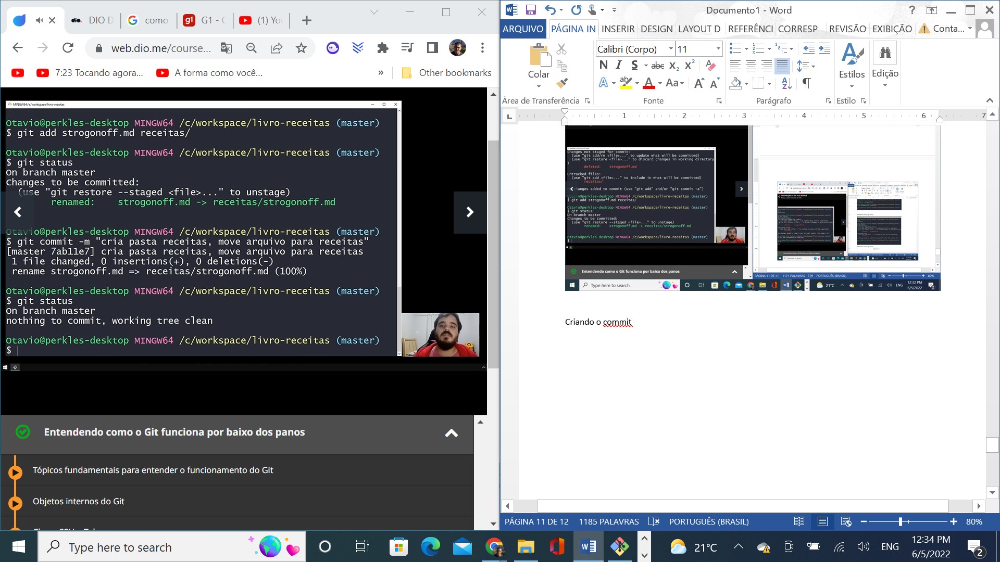 DIO D
como
G1 - C
(1) Yo
web.dio.me/course...
7:23 Tocando agora...
A forma como você...
»
Other bookmarks
MINGW64:/c/workspace/livro-receitas
Otavio@perkles-desktop MINGW64 /c/workspace/livro-receitas (master)
$ git add strogonoff.md receitas/
Otavio@perkles-desktop MINGW64 /c/workspace/livro-receitas (master)
$ git status
On branch master
Changes to be committed:
(use "git restore --staged <file>..." to unstage)
renamed: strogonoff.md -> receitas/strogonoff.md
Otavio@perkles-desktop MINGW64 /c/workspace/livro-receitas (master)
$ git commit -m "cria pasta receitas, move arquivo para receitas"
[master 7ab11e7] cria pasta receitas, move arquivo para receitas
1 file changed, 0 insertions(+), 0 deletions(-)
rename strogonoff.md => receitas/strogonoff.md (100%)
Otavio@perkles-desktop MINGW64 /c/workspace/livro-receitas (master)
$ git status
On branch master
nothing to commit, working tree clean
Otavio@perkles-desktop MINGW64 /c/workspace/livro-receitas (master)
$
Entendendo como o Git funciona por baixo dos panos
Tópicos fundamentais para entender o funcionamento do Git
Objetos internos do Git
Documento1 - Word
ARQUIVO PÁGINA IN INSERIR DESIGN LAYOUT D REFERÊNCI CORRESP REVISÃO EXIBIÇÃO Conta...
Calibri (Corpo) 11
Colar
N I S abc X₂ X²
A Aa A A
Estilos
Edição
Área de Transferência
Fonte
Parágrafo
Estilo
1 2 3 4 5 6 7
Changes not staged for commit:
(use "git add/rm <file>..." to update what will be committed)
(use "git restore <file>..." to discard changes in working directory
)
deleted: strogonoff.md
Untracked files:
(use "git add <file>..." to include in what will be committed)
receitas/
changes added to commit (use "git add" and/or "git commit -a")
Otavio@perkles-desktop MINGW64 /c/workspace/livro-receitas (master)
$ git add strogonoff.md receitas/
Otavio@perkles-desktop MINGW64 /c/workspace/livro-receitas (master)
$ git status
On branch master
Changes to be committed:
(use "git restore --staged <file>..." to unstage)
renamed: strogonoff.md -> receitas/strogonoff.md
Otavio@perkles-desktop MINGW64 /c/workspace/livro-receitas (master)
$
Entendendo como o Git funciona por baixo dos panos
PÁGINA 11 DE 11 1171 PALAVRAS PORTUGUÊS (BRASIL) 80%
Type here to search
21°C ENG 12:32 PM
6/5/2022
Criando o commit
PÁGINA 11 DE 12 1185 PALAVRAS PORTUGUÊS (BRASIL) 80%
Type here to search
21°C ENG 12:34 PM
6/5/2022
2